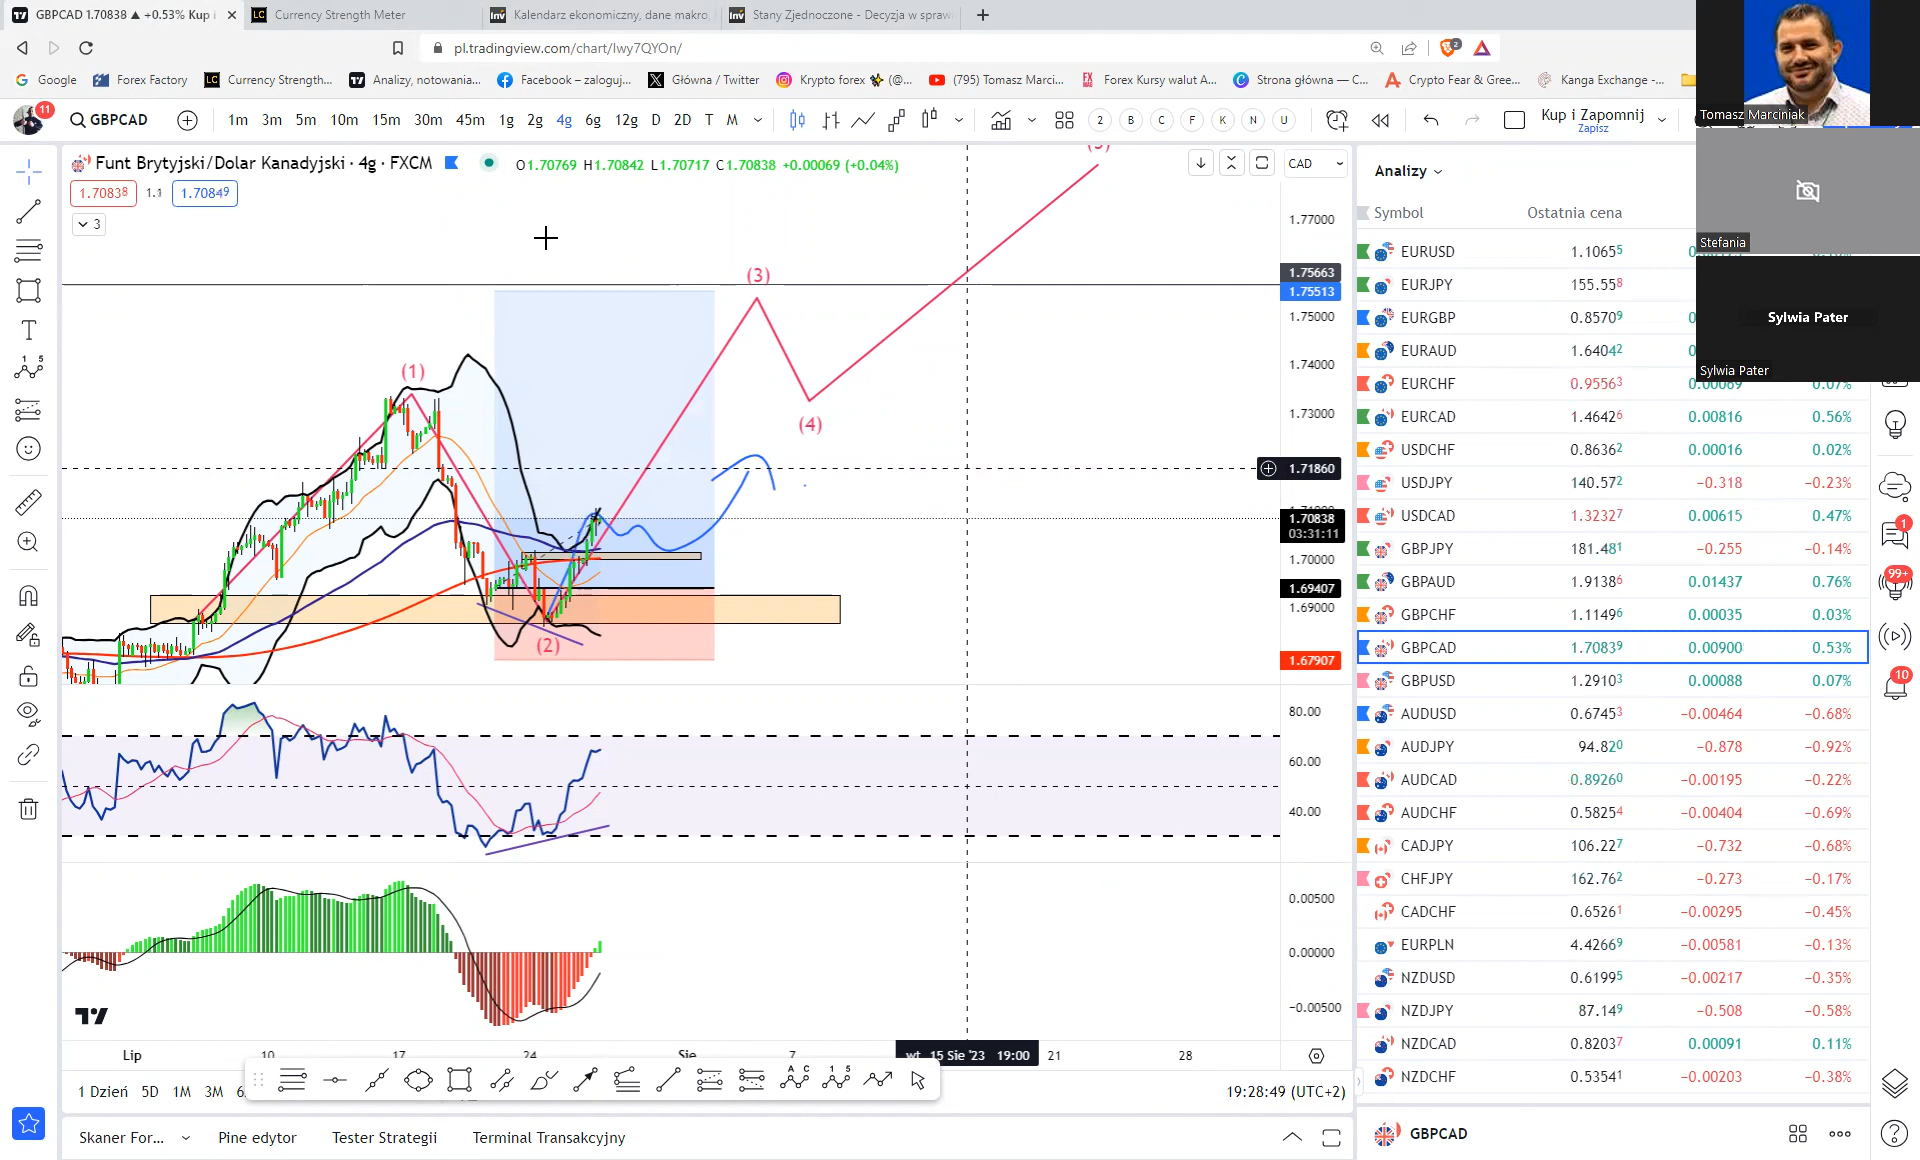 GBPCAD 1.70838 ▲ +0.53% Kup i
Currency Strength Meter
Kalendarz ekonomiczny, dane makro,
Stany Zjednoczone - Decyzja w spraw
pl.tradingview.com/chart/Iwy7QYOn/
Google
Forex Factory
Currency Strength...
Analizy, notowania...
Facebook – zaloguj...
Główna / Twitter
Krypto forex (@...
(795) Tomasz Marci...
Forex Kursy walut A...
Strona główna — C...
Crypto Fear & Gree...
Kanga Exchange -...
11
GBPCAD
1m 3m 5m 10m 15m 30m 45m 1g 2g 4g 6g 12g D 2D T M
2 B C F K N U
Kup i Zapomnij
Zapisz
Tomasz Marciniak
Stefania
Sylwia Pater
Sylwia Pater
Funt Brytyjski/Dolar Kanadyjski · 4g · FXCM
O1.70769 H1.70842 L1.70717 C1.70838 +0.00069 (+0.04%)
CAD
1.70838 1.1 1.70849
3
(1)
(2)
(3)
(4)
1.77000
1.75663
1.75513
1.75000
1.74000
1.73000
1.71860
1.70838
03:31:11
1.70000
1.69407
1.69000
1.67907
80.00
60.00
40.00
0.00500
0.00000
−0.00500
Lip 10 17 24 Sie 7 wt. 15 Sie '23 19:00 21 28
1 Dzień 5D 1M 3M
19:28:49 (UTC+2)
Skaner For...
Pine edytor
Tester Strategii
Terminal Transakcyjny
Analizy
Symbol Ostatnia cena
EURUSD 1.10655
EURJPY 155.558
EURGBP 0.85709
EURAUD 1.64042
EURCHF 0.95563 0.00069 0.07%
EURCAD 1.46426 0.00816 0.56%
USDCHF 0.86362 0.00016 0.02%
USDJPY 140.572 −0.318 −0.23%
USDCAD 1.32327 0.00615 0.47%
GBPJPY 181.481 −0.255 −0.14%
GBPAUD 1.91386 0.01437 0.76%
GBPCHF 1.11496 0.00035 0.03%
GBPCAD 1.70839 0.00900 0.53%
GBPUSD 1.29103 0.00088 0.07%
AUDUSD 0.67453 −0.00464 −0.68%
AUDJPY 94.820 −0.878 −0.92%
AUDCAD 0.89260 −0.00195 −0.22%
AUDCHF 0.58254 −0.00404 −0.69%
CADJPY 106.227 −0.732 −0.68%
CHFJPY 162.762 −0.273 −0.17%
CADCHF 0.65261 −0.00295 −0.45%
EURPLN 4.42669 −0.00581 −0.13%
NZDUSD 0.61995 −0.00217 −0.35%
NZDJPY 87.149 −0.508 −0.58%
NZDCAD 0.82037 0.00091 0.11%
NZDCHF 0.53541 −0.00203 −0.38%
GBPCAD
1
99+
10